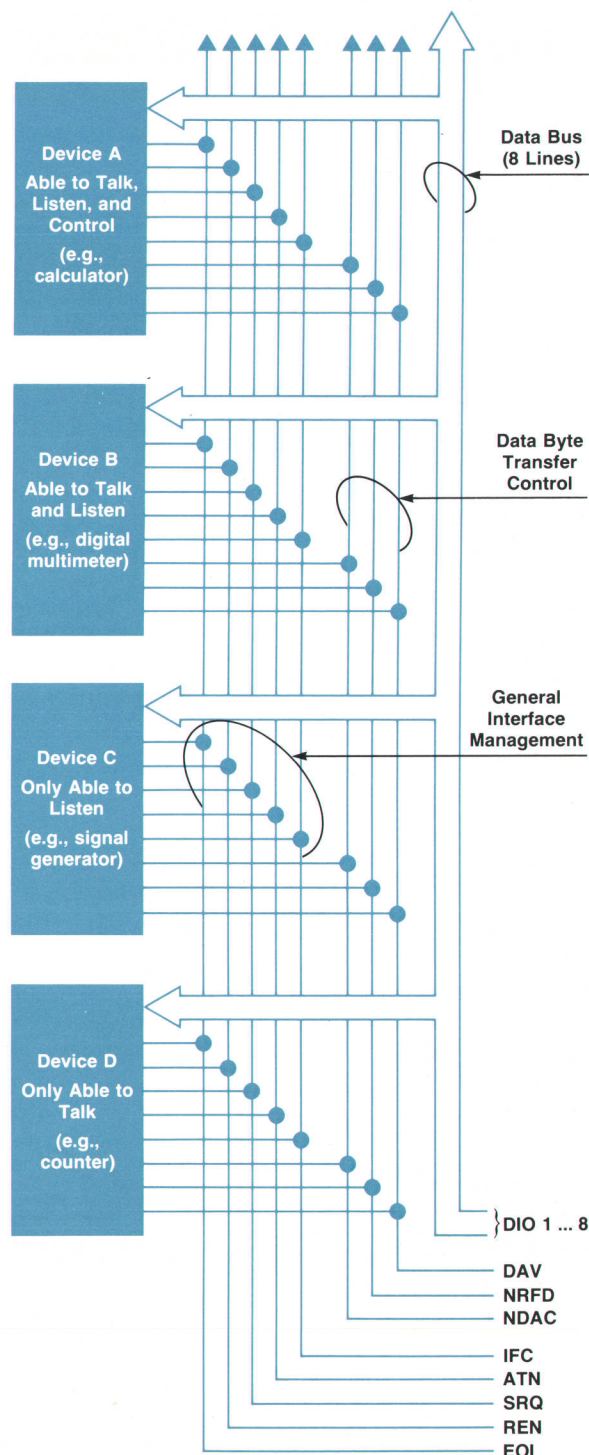 Device A
Able to Talk,
Listen, and
Control
(e.g.,
calculator)
Data Bus
(8 Lines)
Device B
Able to Talk
and Listen
(e.g., digital
multimeter)
Data Byte
Transfer
Control
Device C
Only Able to
Listen
(e.g., signal
generator)
General
Interface
Management
Device D
Only Able to
Talk
(e.g.,
counter)
} DIO 1 ... 8
DAV
NRFD
NDAC
IFC
ATN
SRQ
REN
EOI